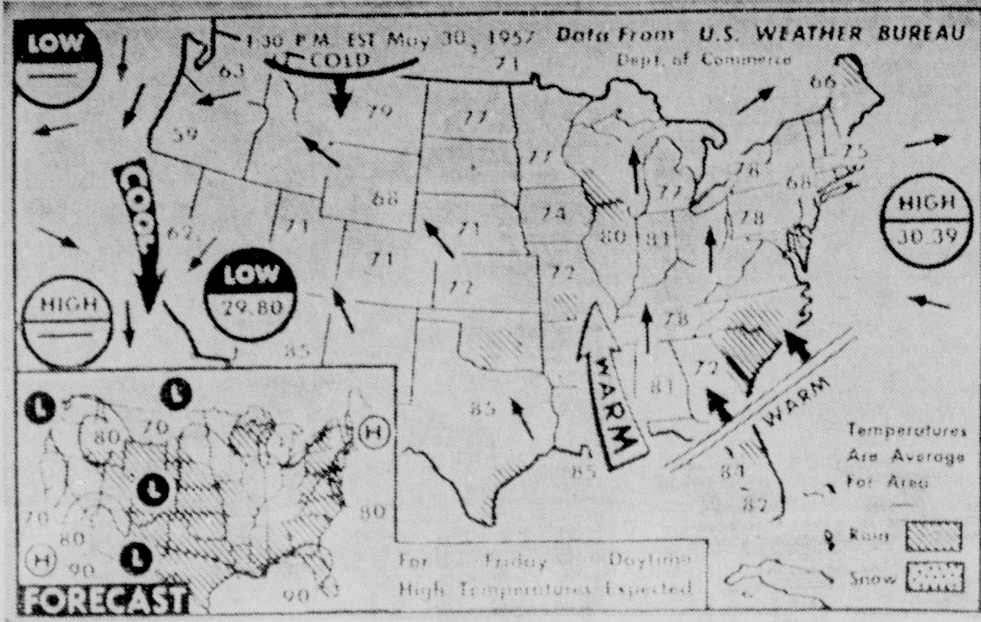 LOW
1:30 P.M. EST May 30, 1957 Data From U.S. WEATHER BUREAU
Dept. of Commerce
COLD
71
63
79
77
66
59
77
78
75
COOL
68
77
68
HIGH
30.39
62
71
71
74
80
81
78
LOW
29.80
71
72
72
HIGH
85
78
72
81
WARM
WARM
85
85
84
82
Temperatures
Are Average
For Area
Rain
Snow
L
L
80
70
H
L
70
80
80
H
90
L
90
FORECAST
For Friday Daytime
High Temperatures Expected